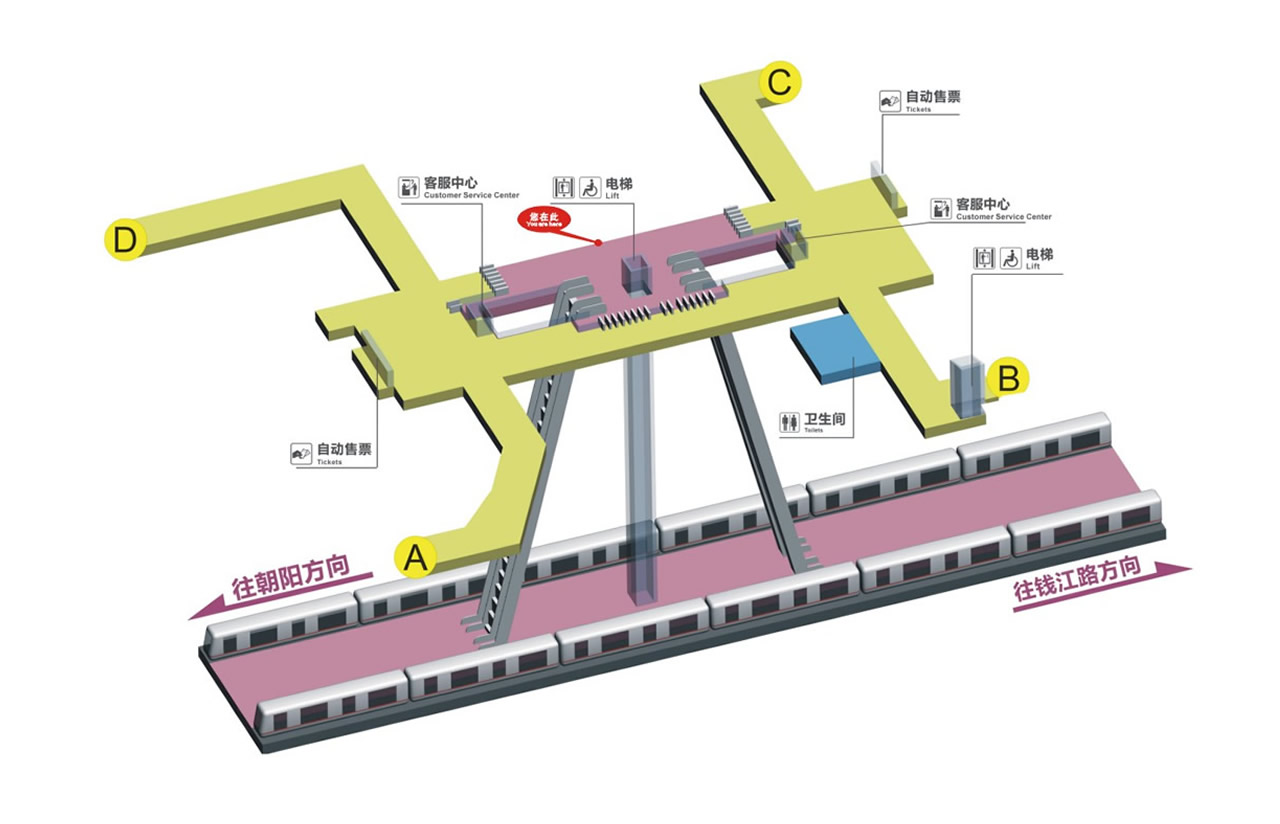 C
自动售票
Tickets
客服中心
Customer Service Center
电梯
Lift
您在此
You are here
客服中心
Customer Service Center
D
电梯
Lift
B
卫生间
Toilets
自动售票
Tickets
A
往朝阳方向
往钱江路方向